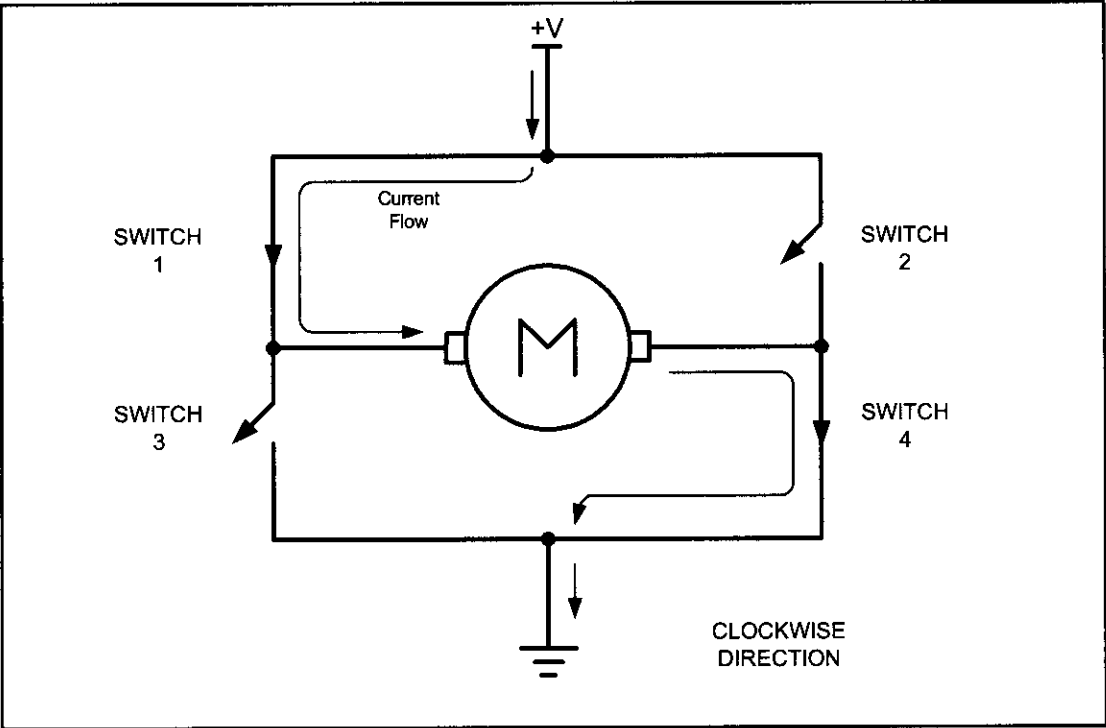 +V
Current
Flow
SWITCH
1
SWITCH
2
M
SWITCH
3
SWITCH
4
CLOCKWISE
DIRECTION